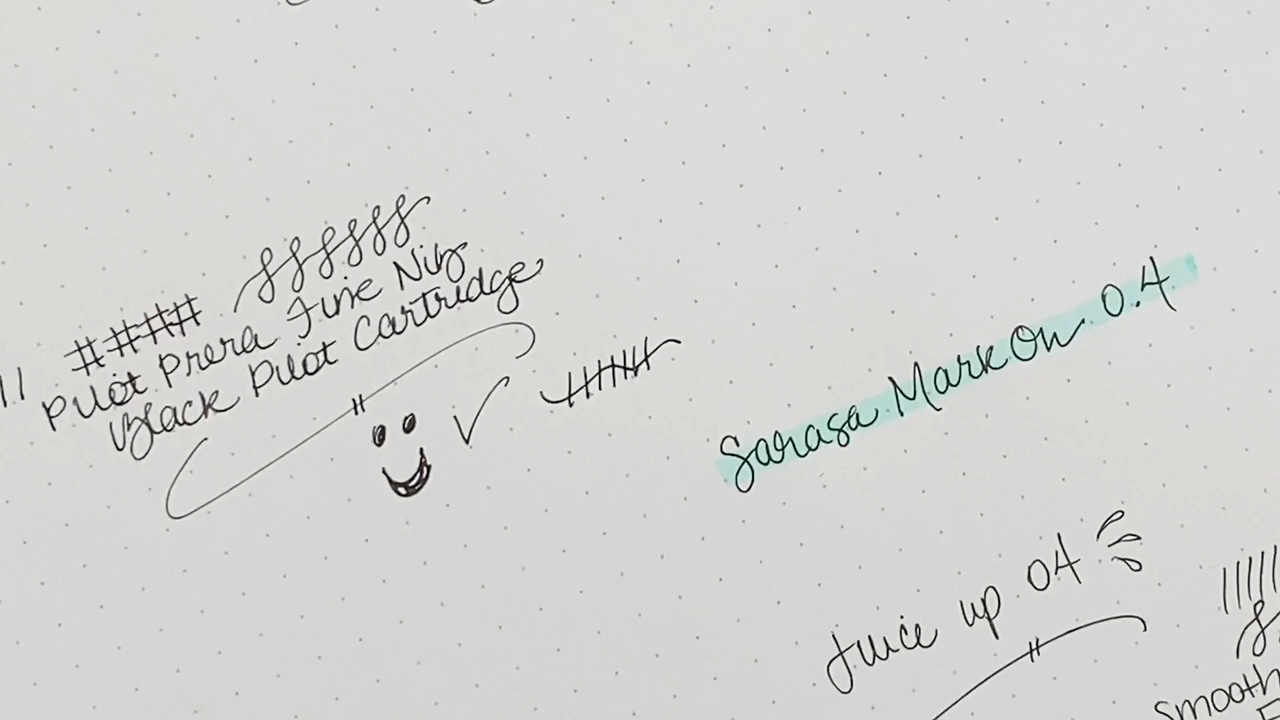 ####
Pilot Prera Fine Nib
Black Pilot Cartridge
Sarasa Mark On 0.4
Juice up 04
Smooth